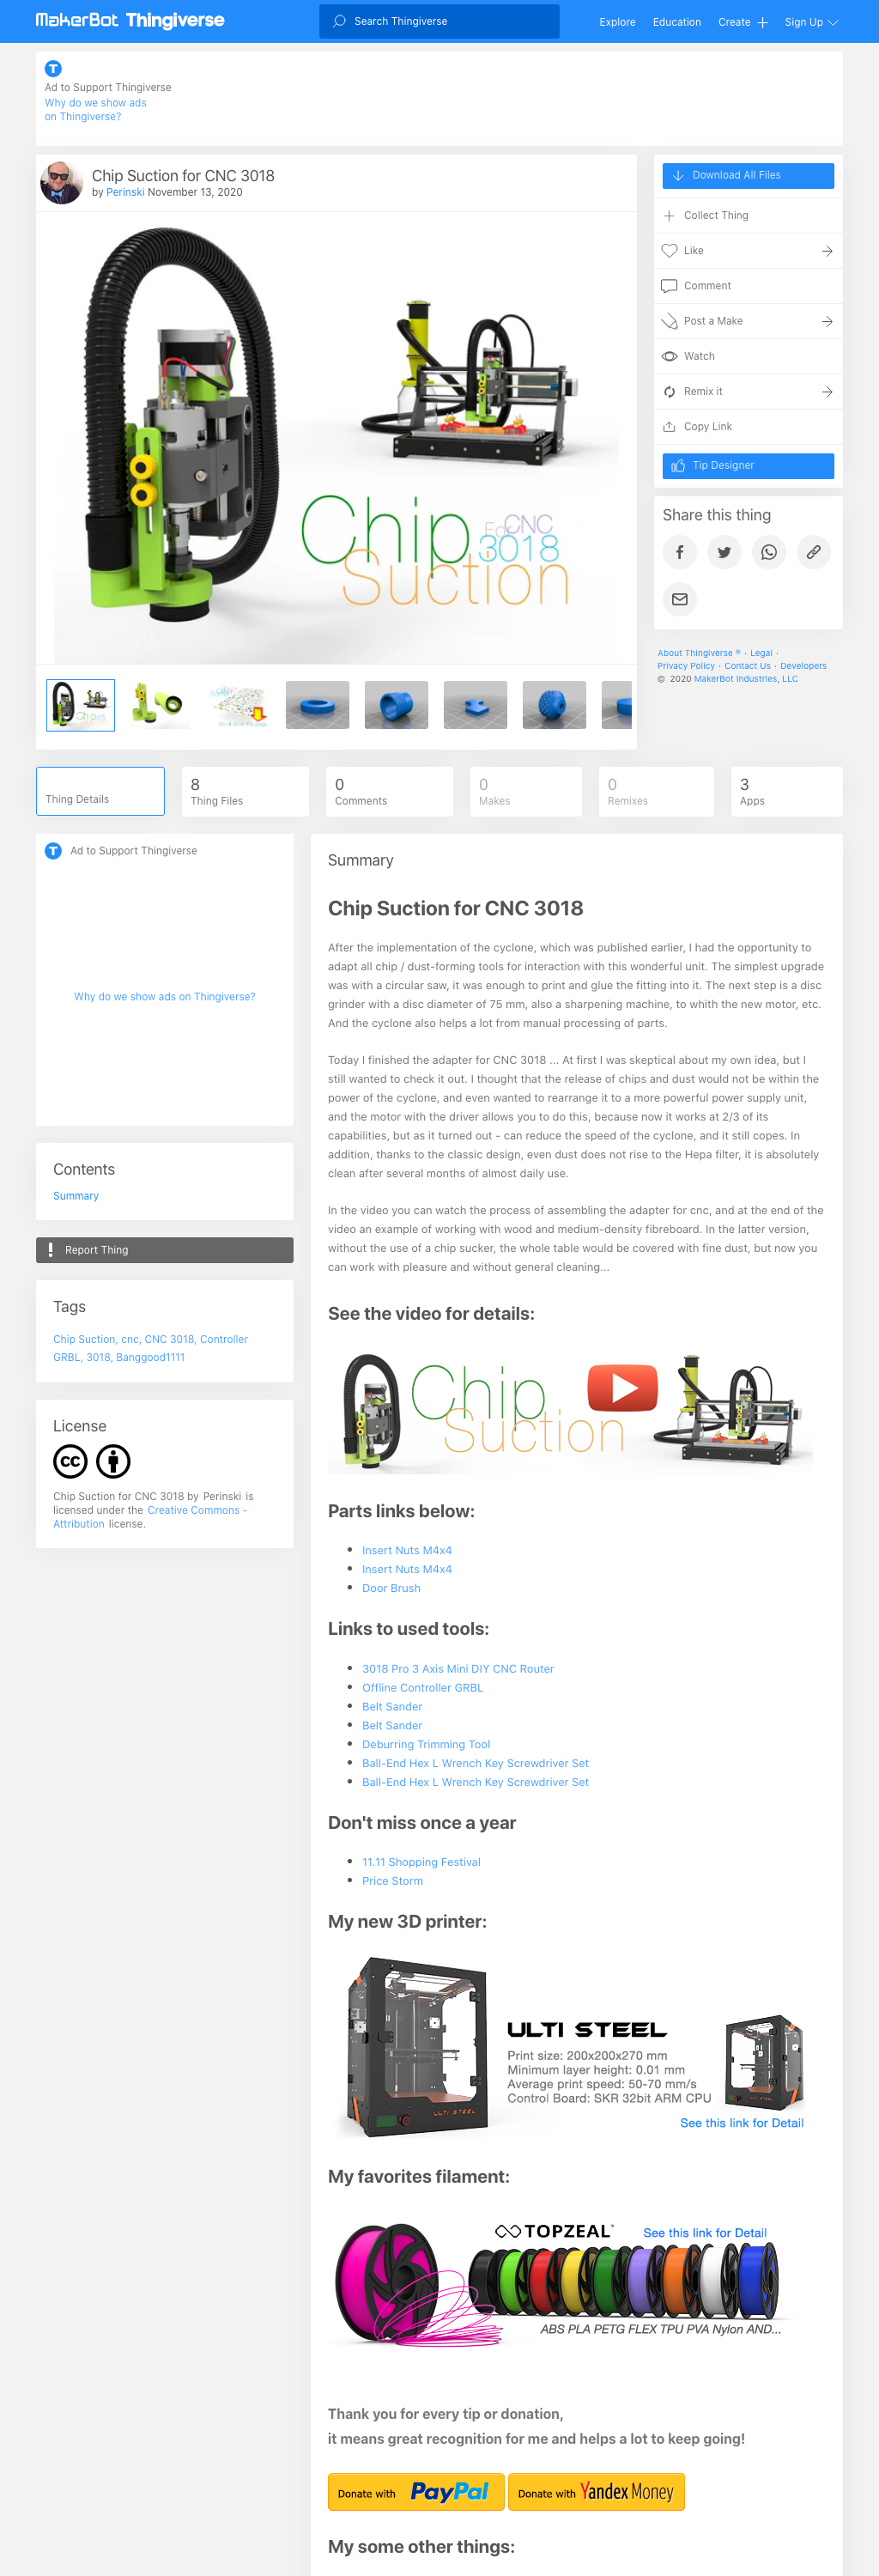 MakerBot Thingiverse
Search Thingiverse
Explore
Education
Create
Sign Up
Ad to Support Thingiverse
Why do we show ads
on Thingiverse?
Chip Suction for CNC 3018
by Perinski November 13, 2020
Chip
For CNC
3018
Suction
Download All Files
Collect Thing
Like
Comment
Post a Make
Watch
Remix it
Copy Link
Tip Designer
Share this thing
About Thingiverse ® · Legal ·
Privacy Policy · Contact Us · Developers
© 2020 MakerBot Industries, LLC
Thing Details
8
Thing Files
0
Comments
0
Makes
0
Remixes
3
Apps
Ad to Support Thingiverse
Why do we show ads on Thingiverse?
Contents
Summary
Report Thing
Tags
Chip Suction, cnc, CNC 3018, Controller
GRBL, 3018, Banggood1111
License
cc
Chip Suction for CNC 3018 by Perinski is
licensed under the Creative Commons -
Attribution license.
Summary
Chip Suction for CNC 3018
After the implementation of the cyclone, which was published earlier, I had the opportunity to
adapt all chip / dust-forming tools for interaction with this wonderful unit. The simplest upgrade
was with a circular saw, it was enough to print and glue the fitting into it. The next step is a disc
grinder with a disc diameter of 75 mm, also a sharpening machine, to whith the new motor, etc.
And the cyclone also helps a lot from manual processing of parts.
Today I finished the adapter for CNC 3018 ... At first I was skeptical about my own idea, but I
still wanted to check it out. I thought that the release of chips and dust would not be within the
power of the cyclone, and even wanted to rearrange it to a more powerful power supply unit,
and the motor with the driver allows you to do this, because now it works at 2/3 of its
capabilities, but as it turned out - can reduce the speed of the cyclone, and it still copes. In
addition, thanks to the classic design, even dust does not rise to the Hepa filter, it is absolutely
clean after several months of almost daily use.
In the video you can watch the process of assembling the adapter for cnc, and at the end of the
video an example of working with wood and medium-density fibreboard. In the latter version,
without the use of a chip sucker, the whole table would be covered with fine dust, but now you
can work with pleasure and without general cleaning...
See the video for details:
Chip
Suction
Parts links below:
Insert Nuts M4x4
Insert Nuts M4x4
Door Brush
Links to used tools:
3018 Pro 3 Axis Mini DIY CNC Router
Offline Controller GRBL
Belt Sander
Belt Sander
Deburring Trimming Tool
Ball-End Hex L Wrench Key Screwdriver Set
Ball-End Hex L Wrench Key Screwdriver Set
Don't miss once a year
11.11 Shopping Festival
Price Storm
My new 3D printer:
ULTI STEEL
Print size: 200x200x270 mm
Minimum layer height: 0.01 mm
Average print speed: 50-70 mm/s
Control Board: SKR 32bit ARM CPU
ULTI STEEL
See this link for Detail
My favorites filament:
TOPZEAL
See this link for Detail
ABS PLA PETG FLEX TPU PVA Nylon AND...
Thank you for every tip or donation,
it means great recognition for me and helps a lot to keep going!
Donate with PayPal
Donate with Yandex Money
My some other things: